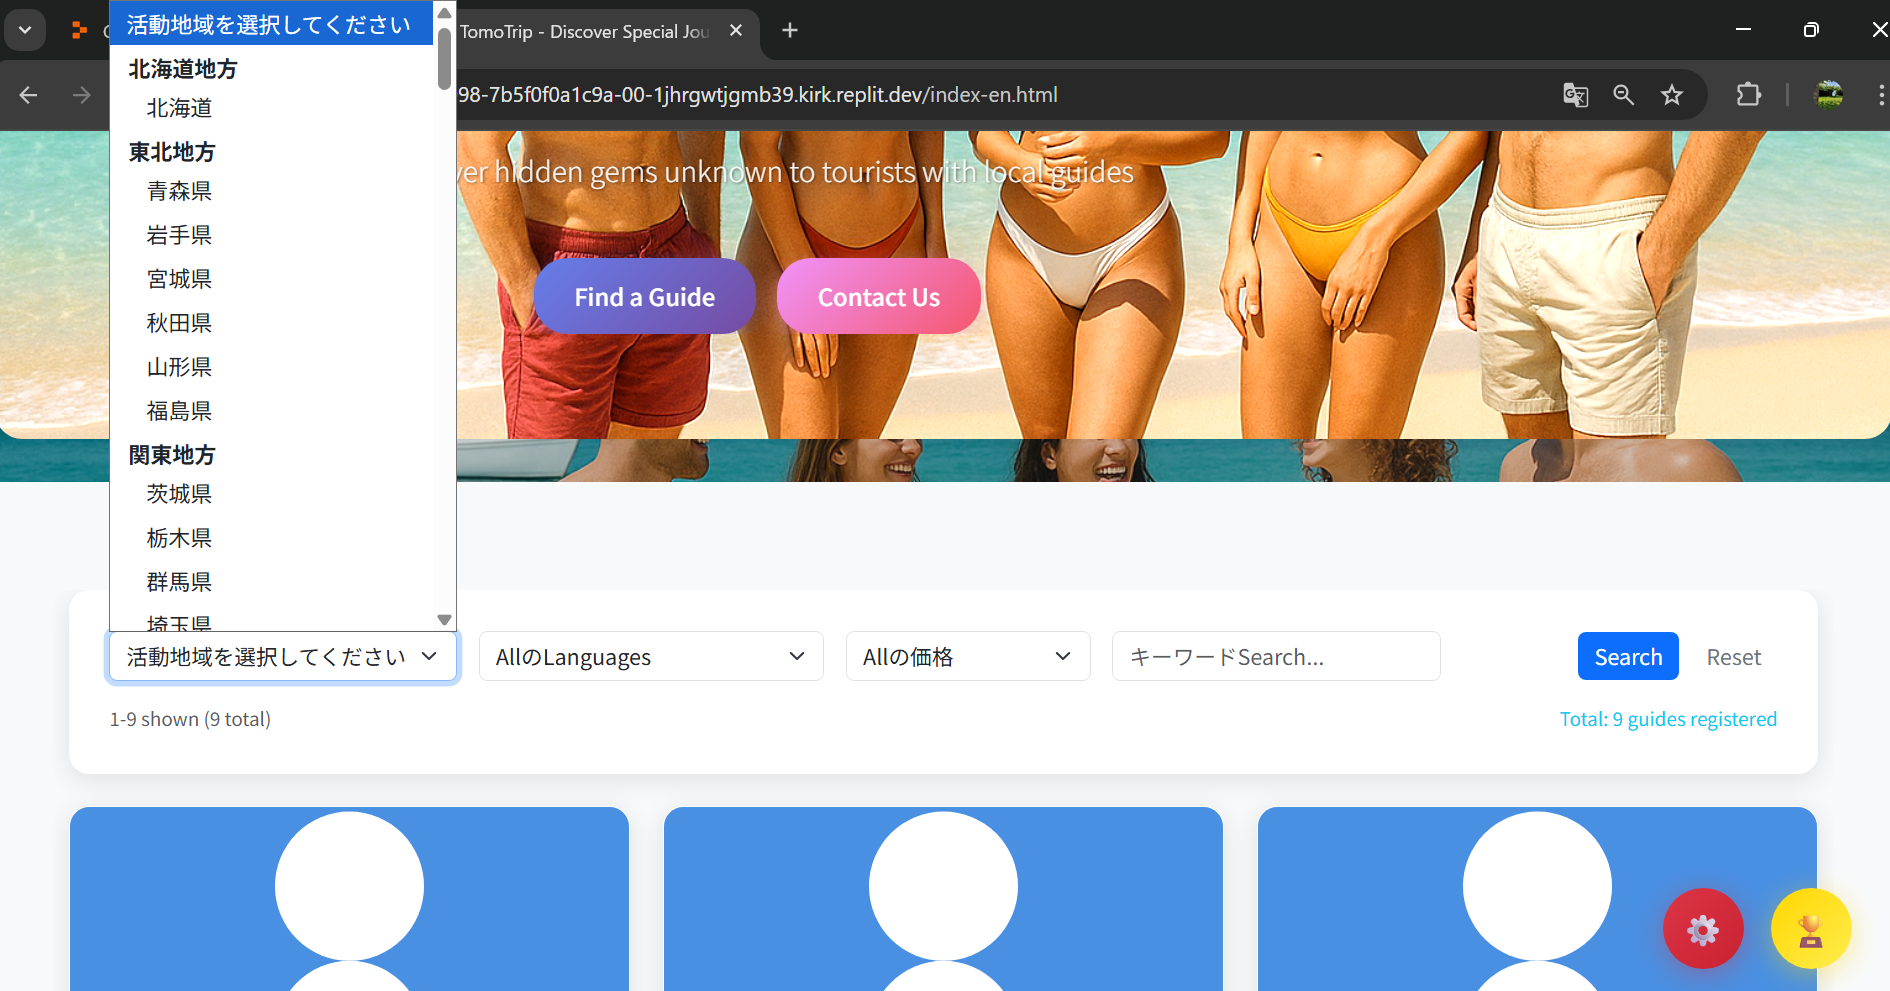 TomoTrip - Discover Special Jou
98-7b5f0f0a1c9a-00-1jhrgwtjgmb39.kirk.replit.dev/index-en.html
活動地域を選択してください
北海道地方
北海道
東北地方
青森県
岩手県
宮城県
秋田県
山形県
福島県
関東地方
茨城県
栃木県
群馬県
埼玉県
ver hidden gems unknown to tourists with local guides
Find a Guide
Contact Us
活動地域を選択してください
AllのLanguages
Allの価格
キーワードSearch...
Search
Reset
1-9 shown (9 total)
Total: 9 guides registered